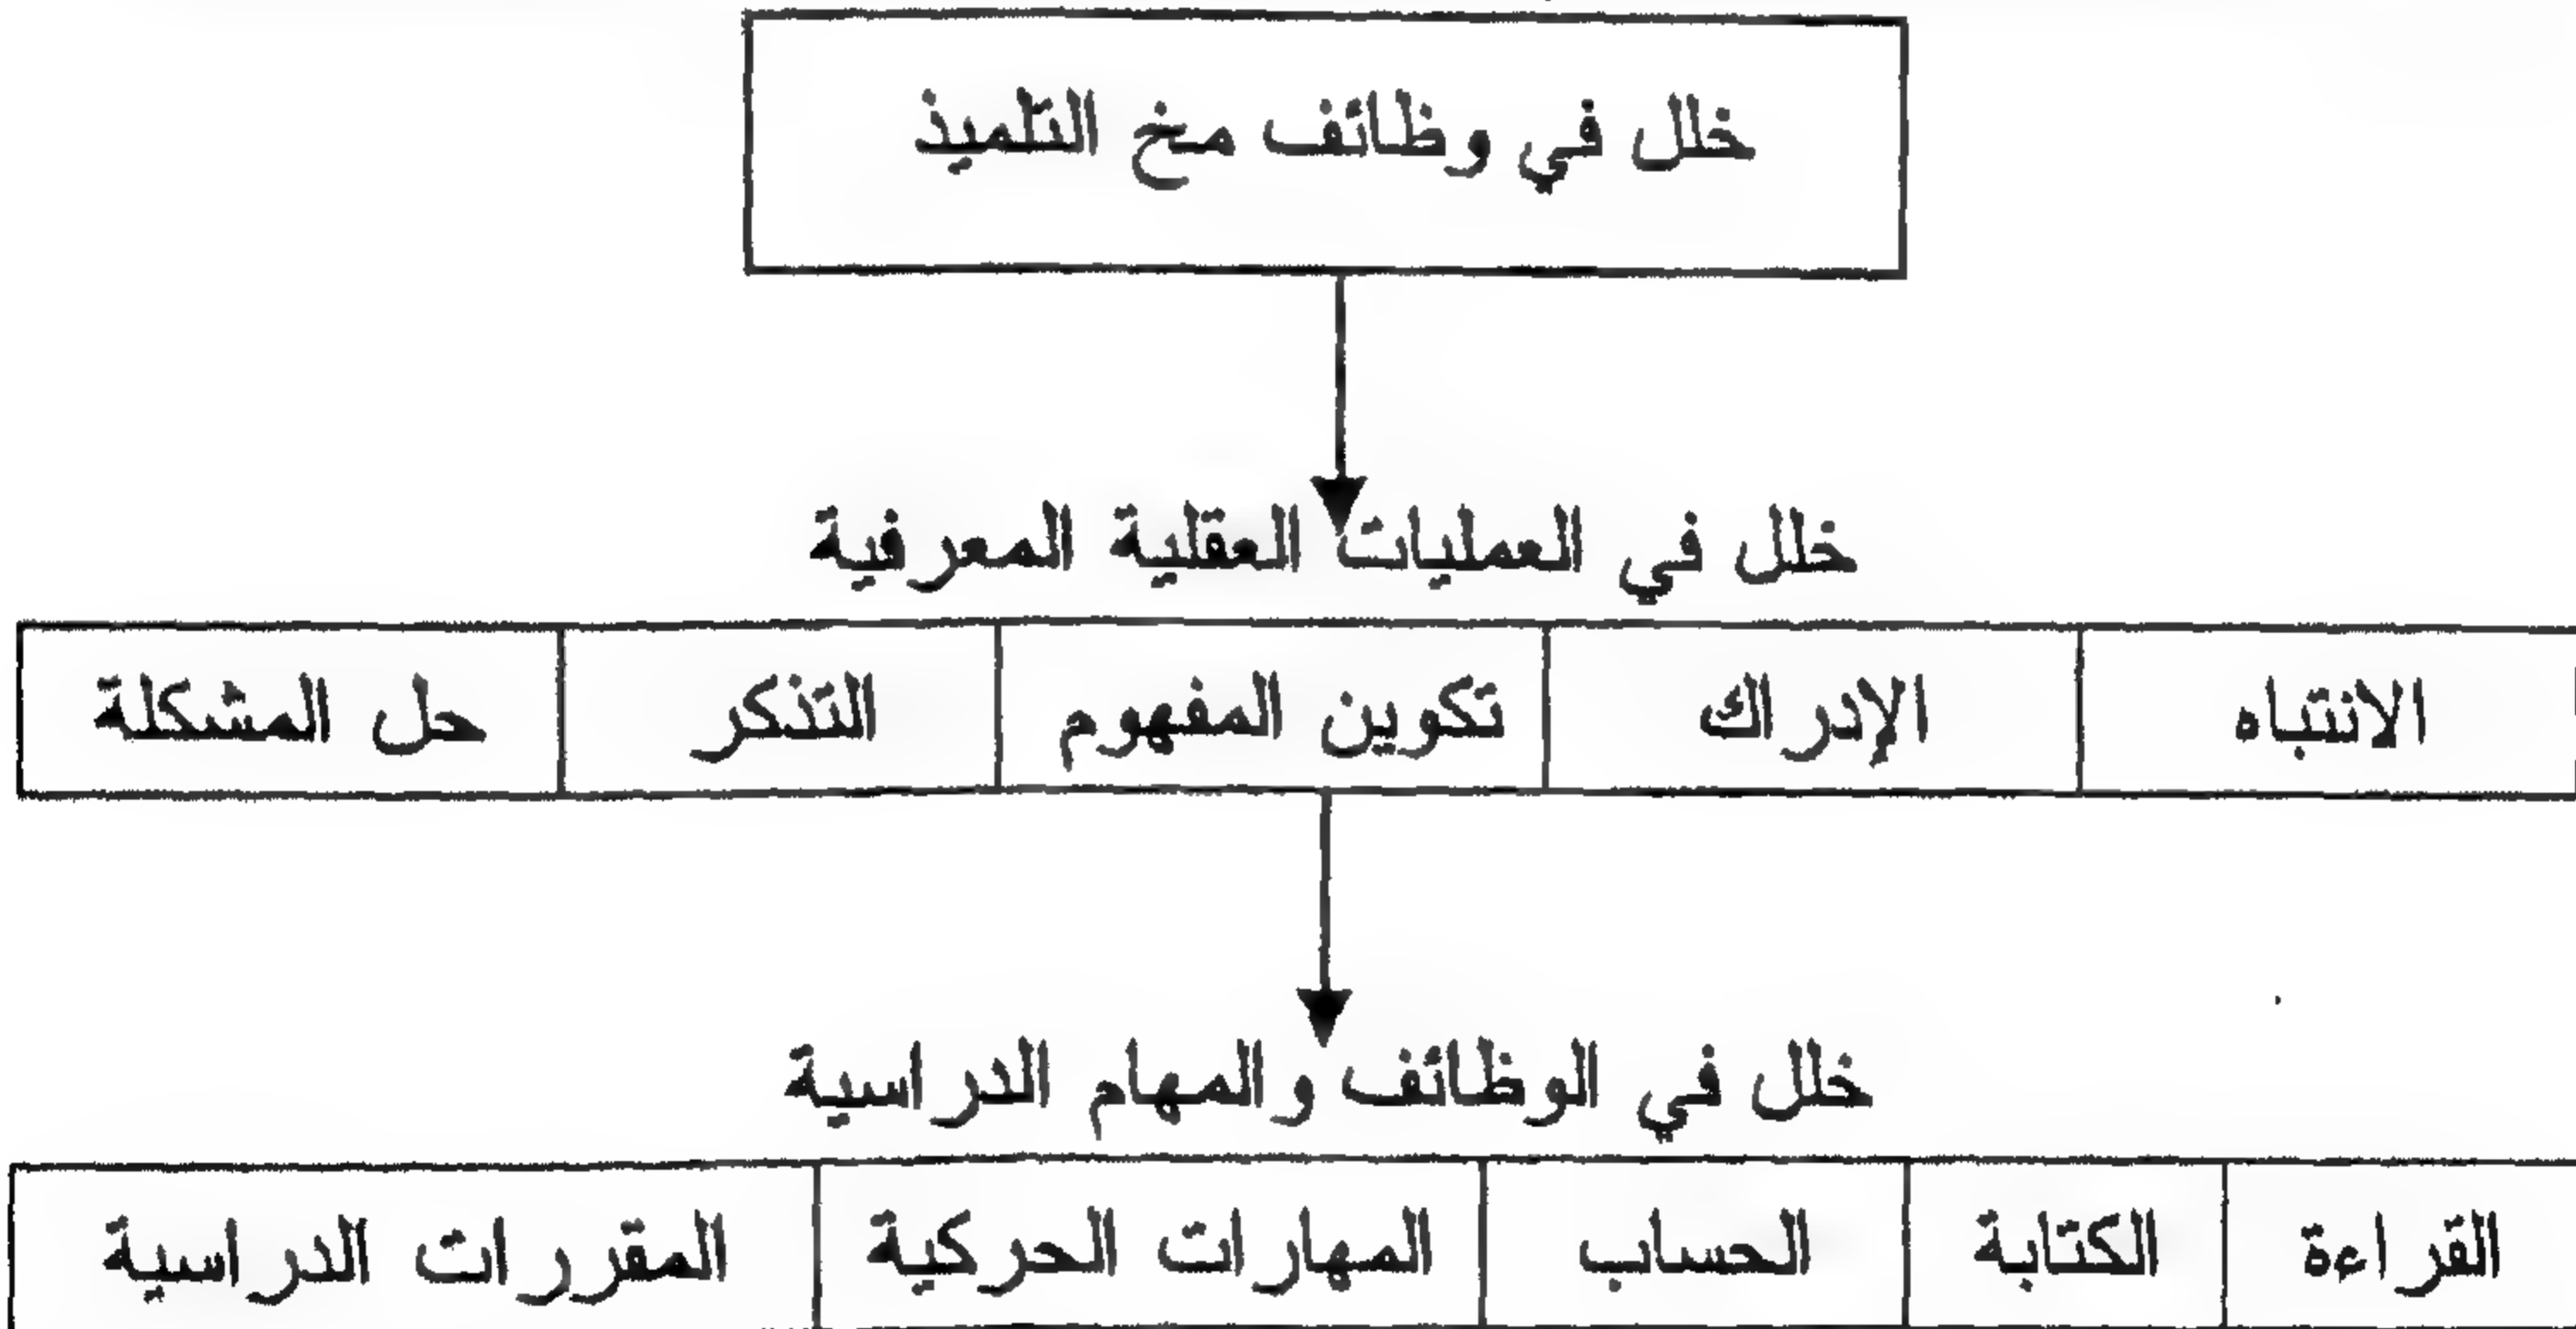 خلل في وظائف مخ التلميذ
خلل في العمليات العقلية المعرفية
الانتباه الإدراك تكوين المفهوم التذكر حل المشكلة
خلل في الوظائف والمهام الدراسية
القراءة الكتابة الحساب المهارات الحركية المقررات الدراسية